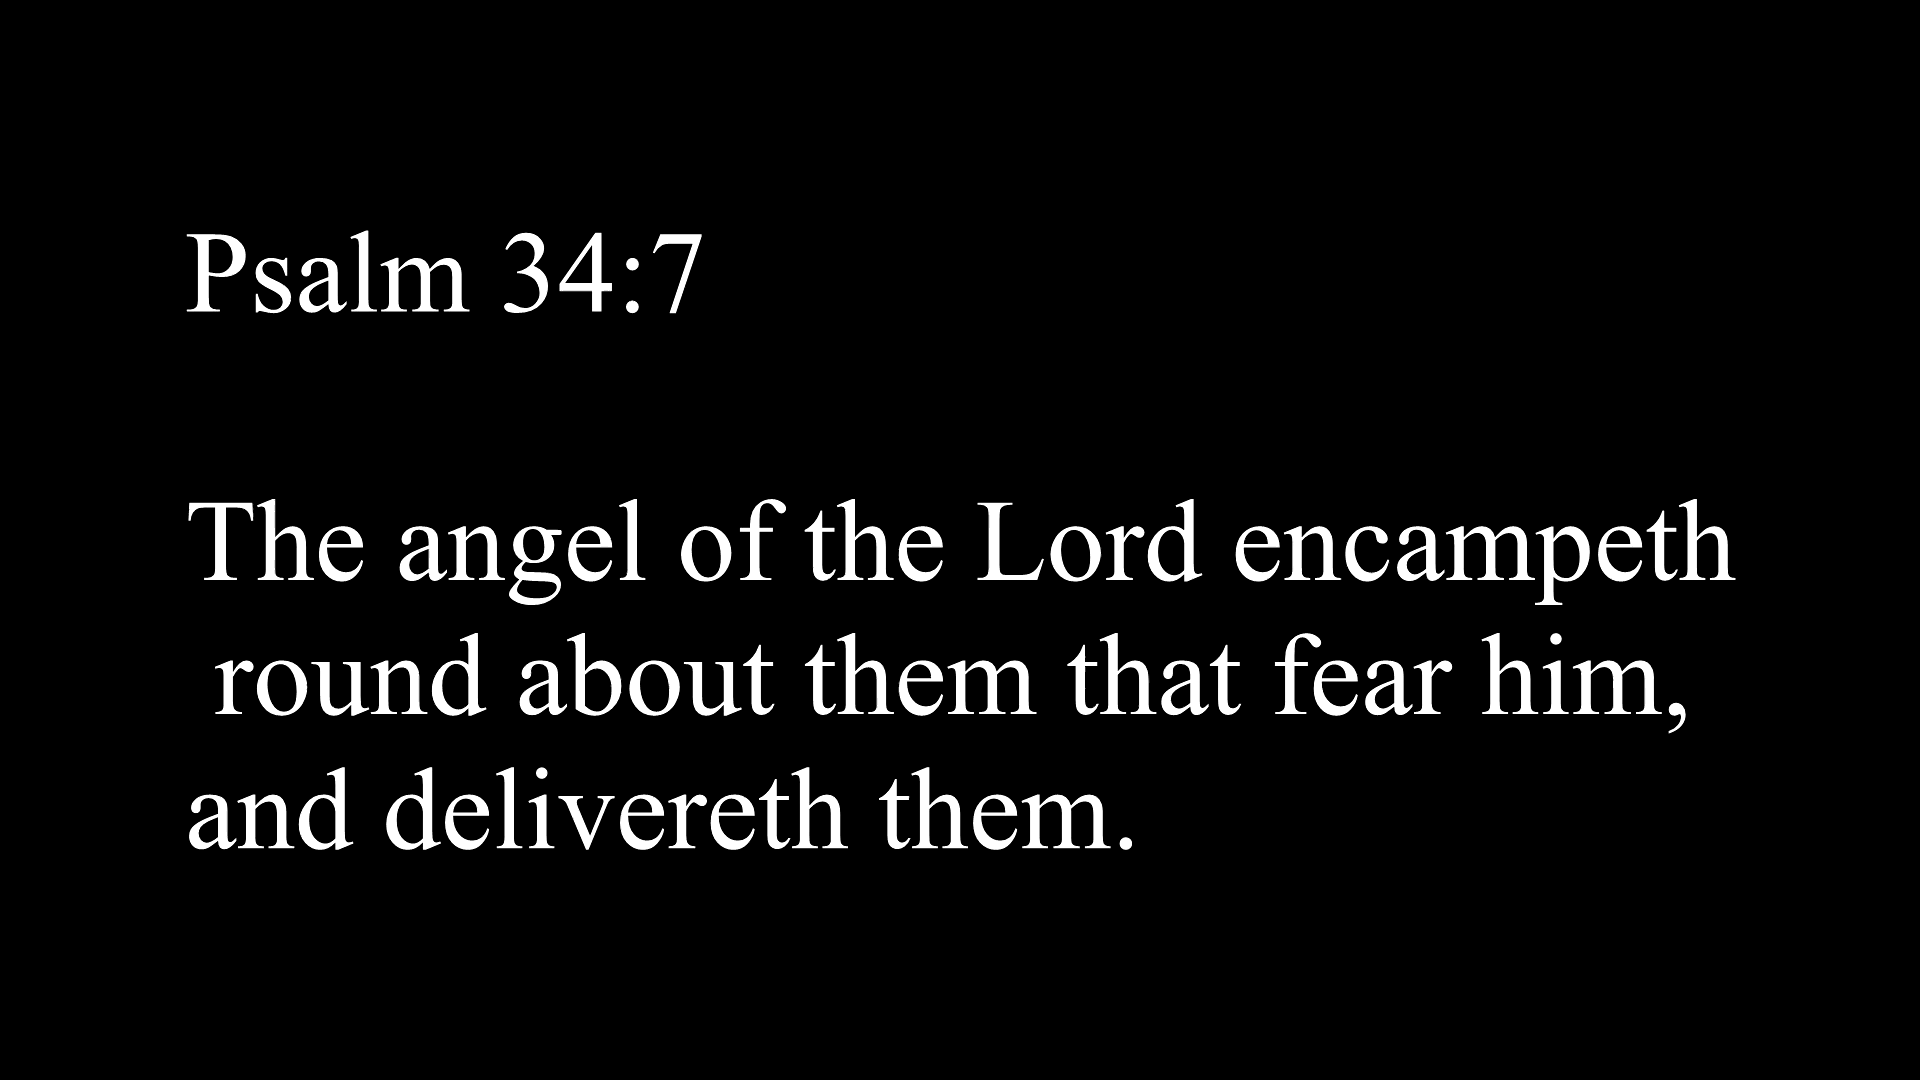 Psalm 34:7
The angel of the Lord encampeth
round about them that fear him,
and delivereth them.